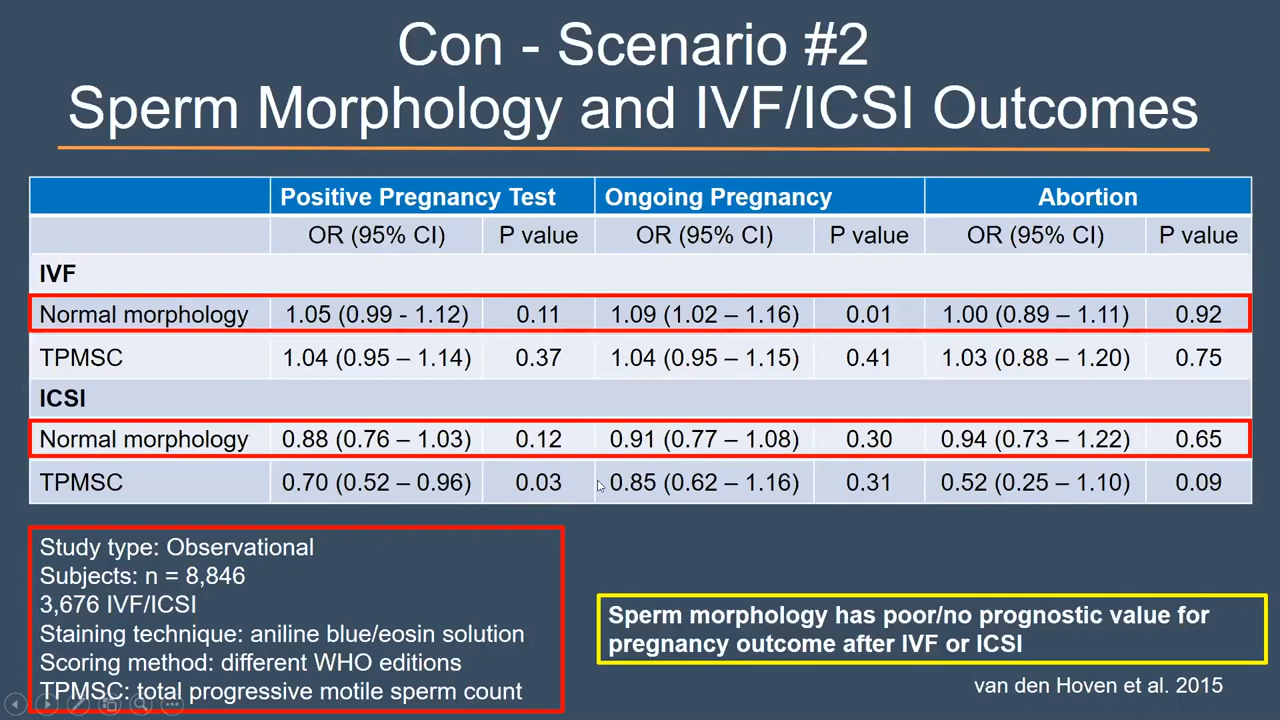 Con - Scenario #2
Sperm Morphology and IVF/ICSI Outcomes
Positive Pregnancy Test Ongoing Pregnancy Abortion
OR (95% CI) P value OR (95% CI) P value OR (95% CI) P value
IVF
Normal morphology 1.05 (0.99 - 1.12) 0.11 1.09 (1.02 – 1.16) 0.01 1.00 (0.89 – 1.11) 0.92
TPMSC 1.04 (0.95 – 1.14) 0.37 1.04 (0.95 – 1.15) 0.41 1.03 (0.88 – 1.20) 0.75
ICSI
Normal morphology 0.88 (0.76 – 1.03) 0.12 0.91 (0.77 – 1.08) 0.30 0.94 (0.73 – 1.22) 0.65
TPMSC 0.70 (0.52 – 0.96) 0.03 0.85 (0.62 – 1.16) 0.31 0.52 (0.25 – 1.10) 0.09
Study type: Observational
Subjects: n = 8,846
3,676 IVF/ICSI
Staining technique: aniline blue/eosin solution
Scoring method: different WHO editions
TPMSC: total progressive motile sperm count
Sperm morphology has poor/no prognostic value for
pregnancy outcome after IVF or ICSI
van den Hoven et al. 2015